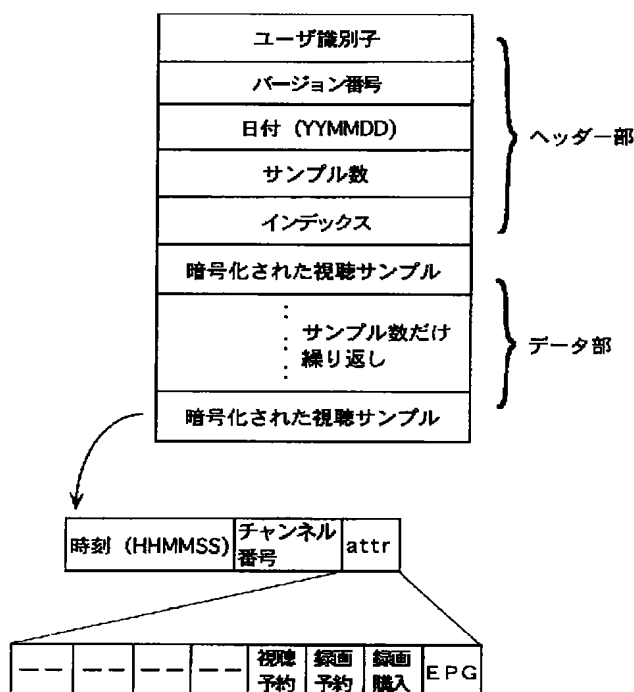 ユーザ識別子
バージョン番号
日付 (YYMMDD)
サンプル数
インデックス
ヘッダー部
暗号化された視聴サンプル
サンプル数だけ
繰り返し
データ部
暗号化された視聴サンプル
時刻 (HHMMSS)
チャンネル
番号
attr
-- -- -- --
視聴
予約
録画
予約
録画
購入
EPG